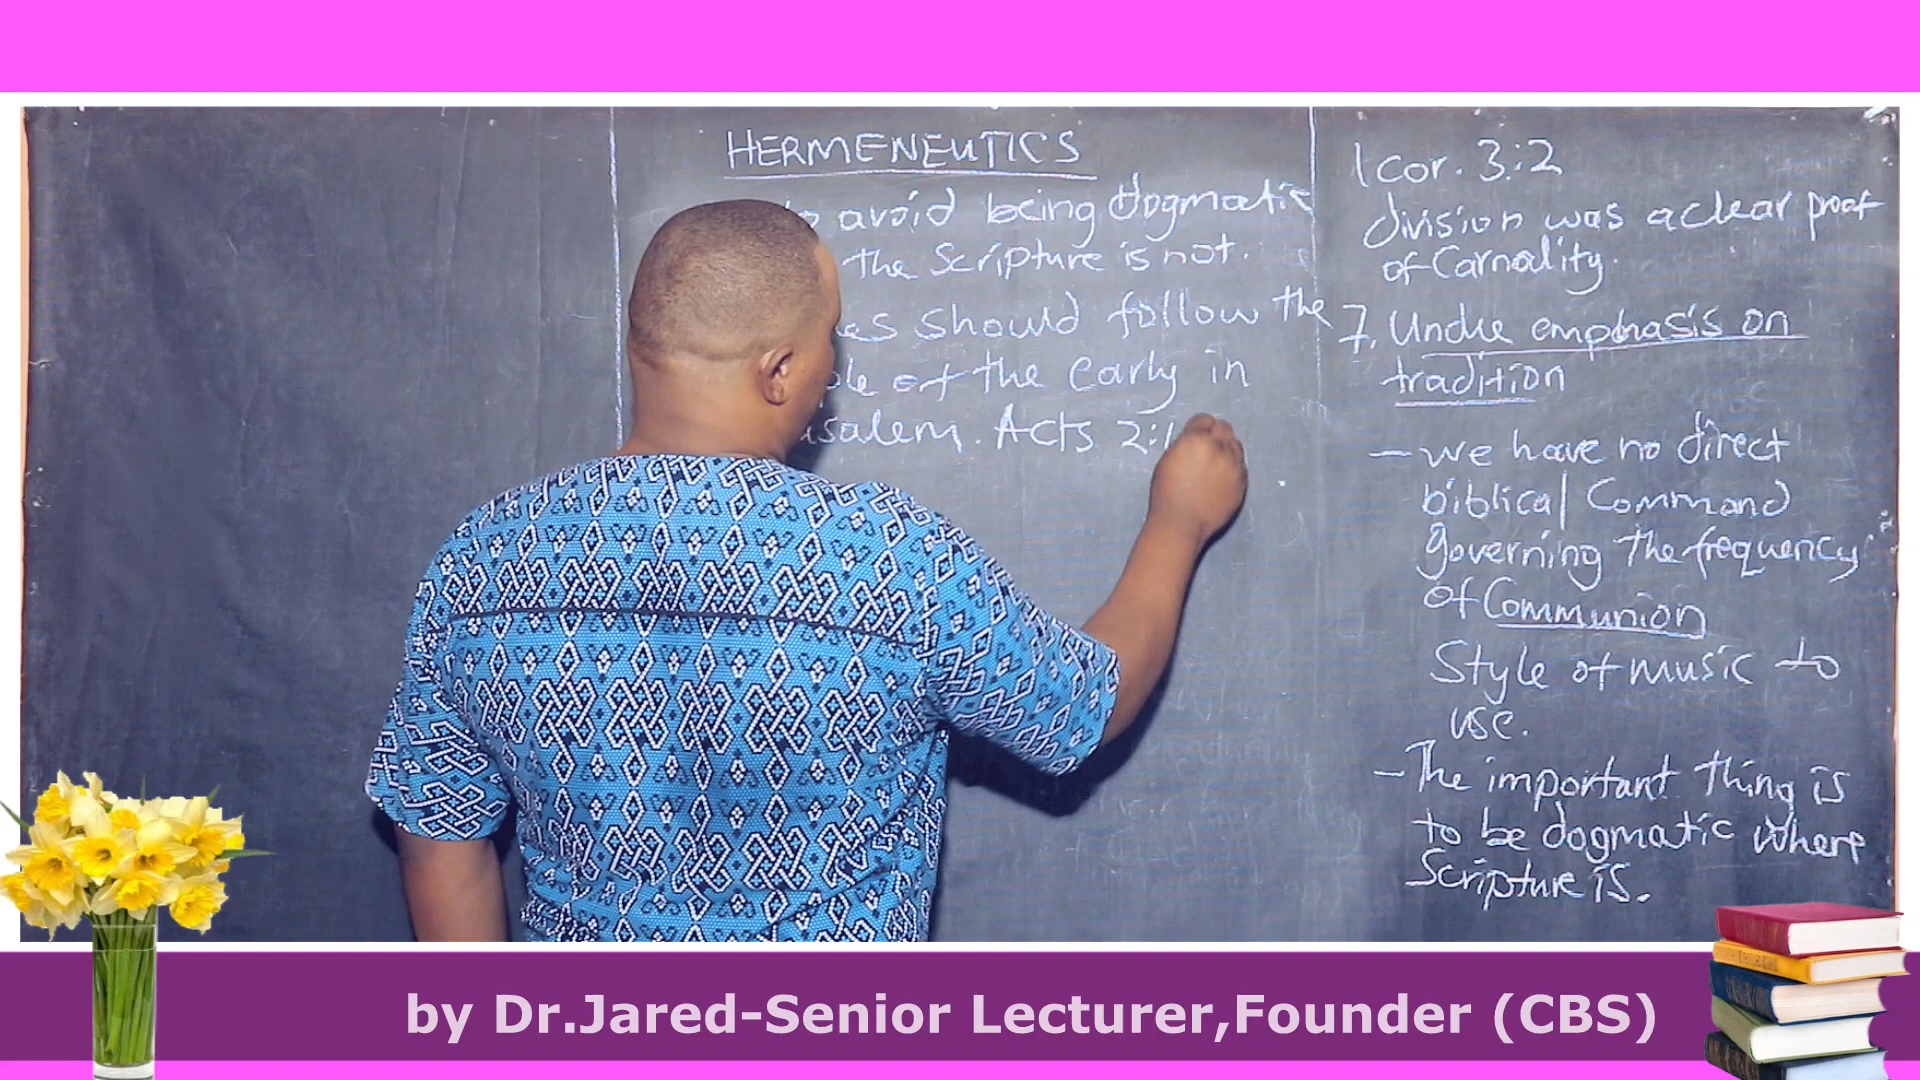 HERMENEUTICS
avoid being dogmatic
the Scripture is not.
should follow the
of the early in
Acts 2:1
1 Cor. 3:2
division was a clear proof
of Carnality.
7. Undue emphasis on
tradition
- we have no direct
biblical Command
governing the frequency
of Communion
Style of music to
use.
- The important thing is
to be dogmatic where
Scripture is.
by Dr.Jared-Senior Lecturer,Founder (CBS)